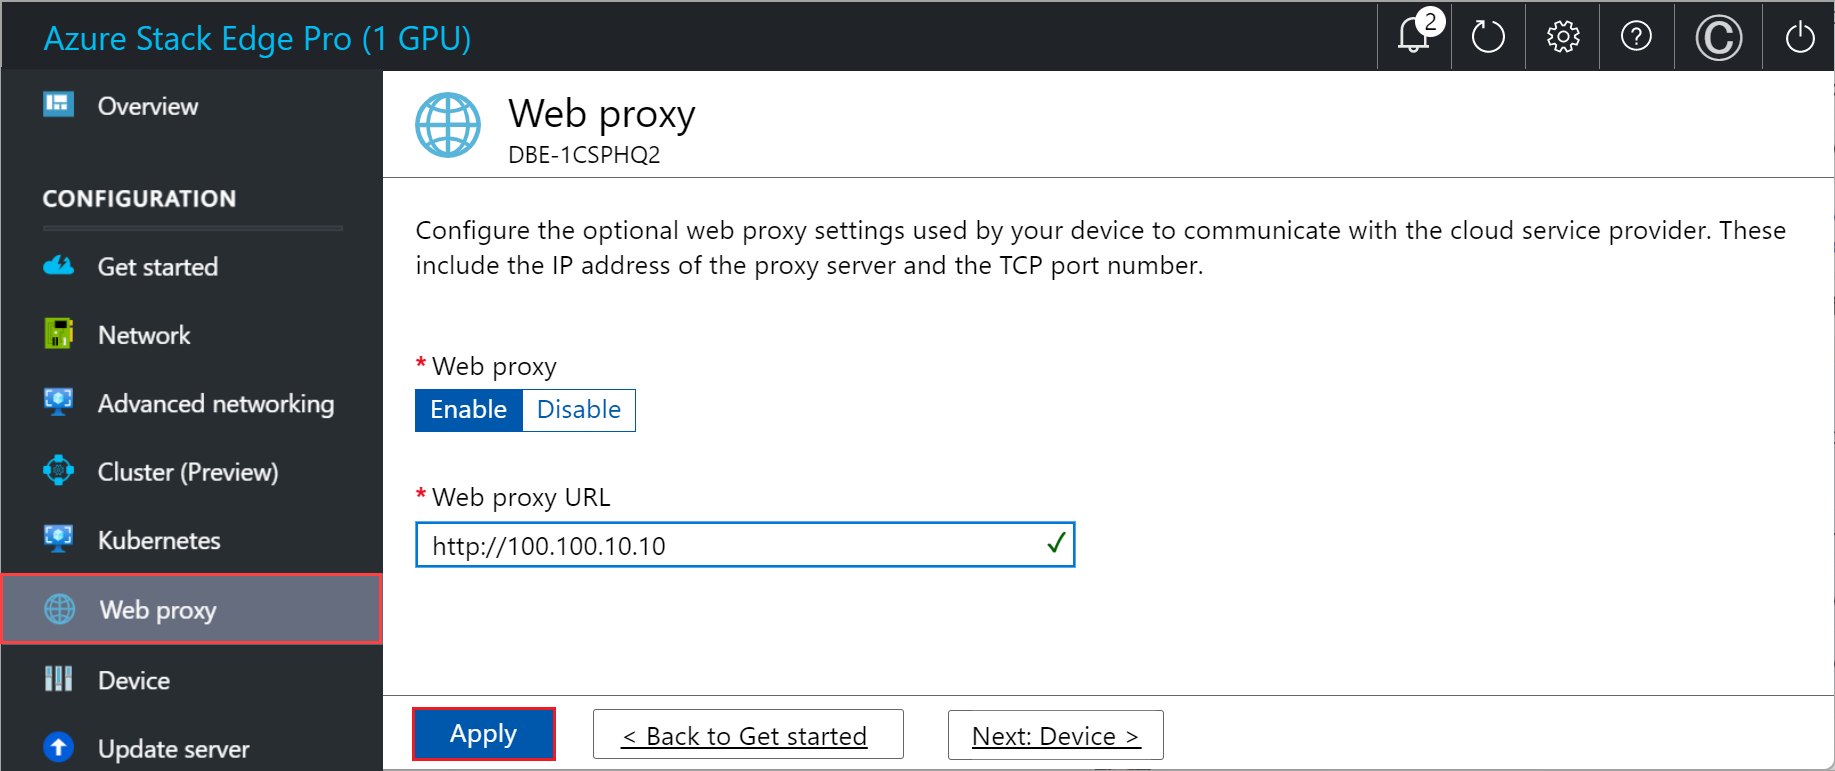 Azure Stack Edge Pro (1 GPU)
2
?
C
Overview
CONFIGURATION
Get started
Network
Advanced networking
Cluster (Preview)
Kubernetes
Web proxy
Device
Update server
Web proxy
DBE-1CSPHQ2
Configure the optional web proxy settings used by your device to communicate with the cloud service provider. These
include the IP address of the proxy server and the TCP port number.
* Web proxy
Enable Disable
* Web proxy URL
http://100.100.10.10
Apply < Back to Get started Next: Device >